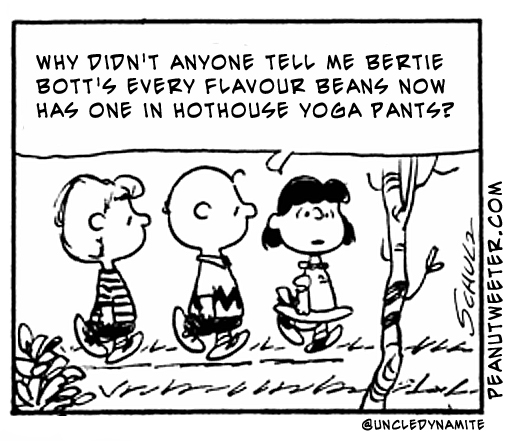 WHY DIDN'T ANYONE TELL ME BERTIE
BOTT'S EVERY FLAVOUR BEANS NOW
HAS ONE IN HOTHOUSE YOGA PANTS?
SCHULZ
PEANUTWEETER.COM
@UNCLEDYNAMITE